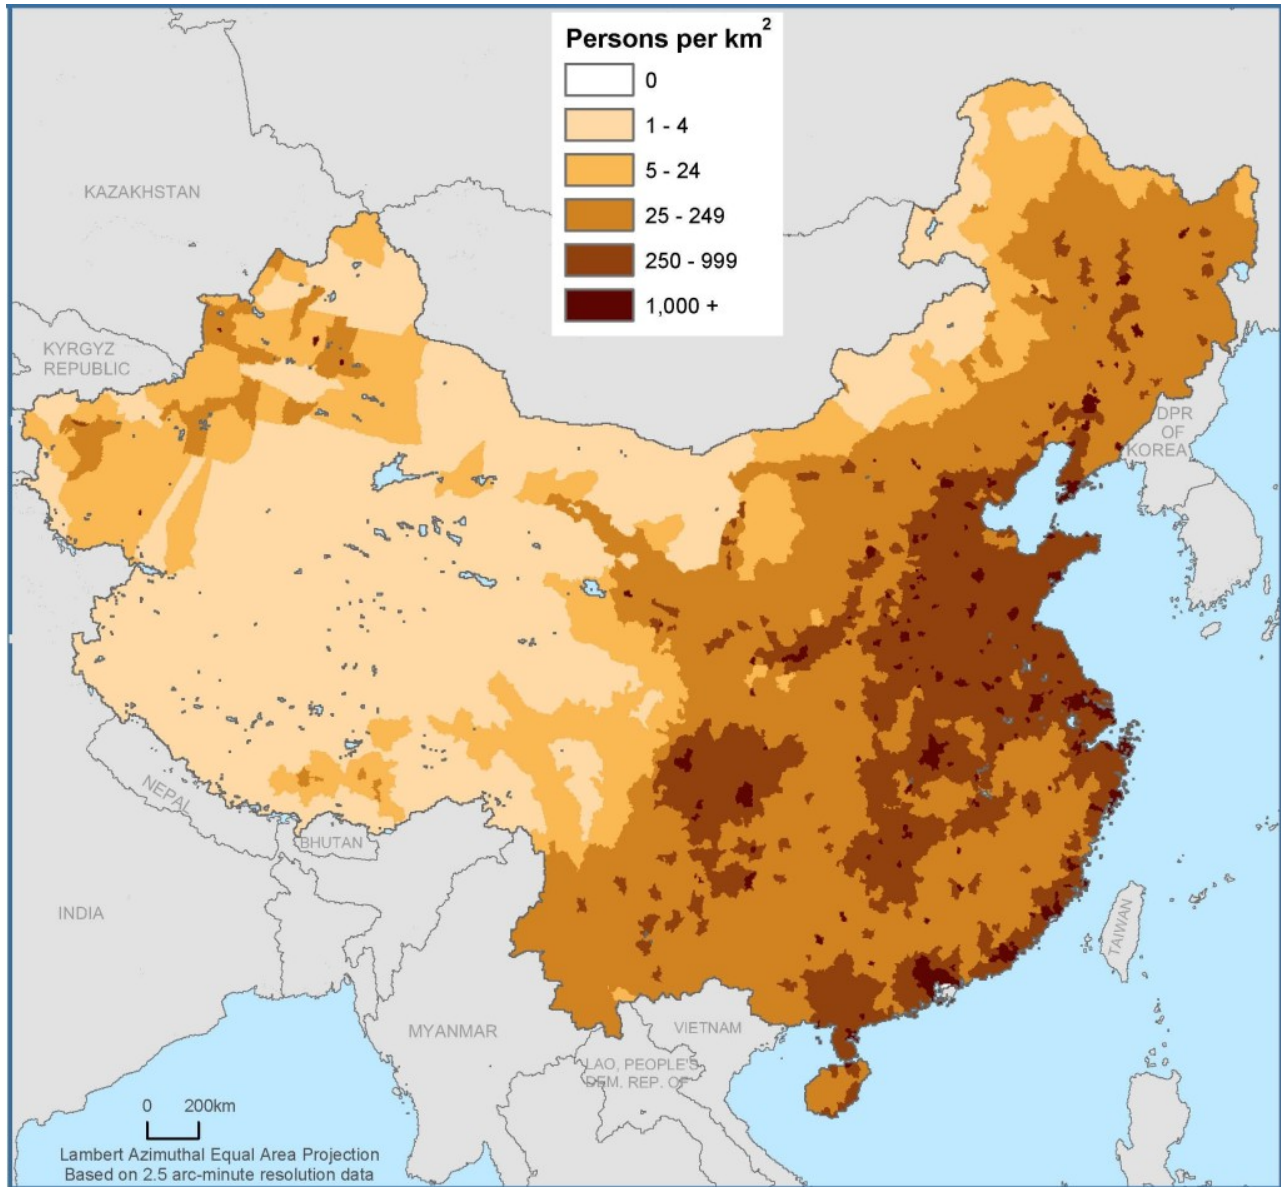 Persons per km²
0
1 - 4
5 - 24
25 - 249
250 - 999
1,000 +
KAZAKHSTAN
KYRGYZ
REPUBLIC
DPR
OF
KOREA
NEPAL
BHUTAN
INDIA
TAIWAN
MYANMAR
VIETNAM
LAO, PEOPLE'S
DEM. REP. OF
0 200km
Lambert Azimuthal Equal Area Projection
Based on 2.5 arc-minute resolution data